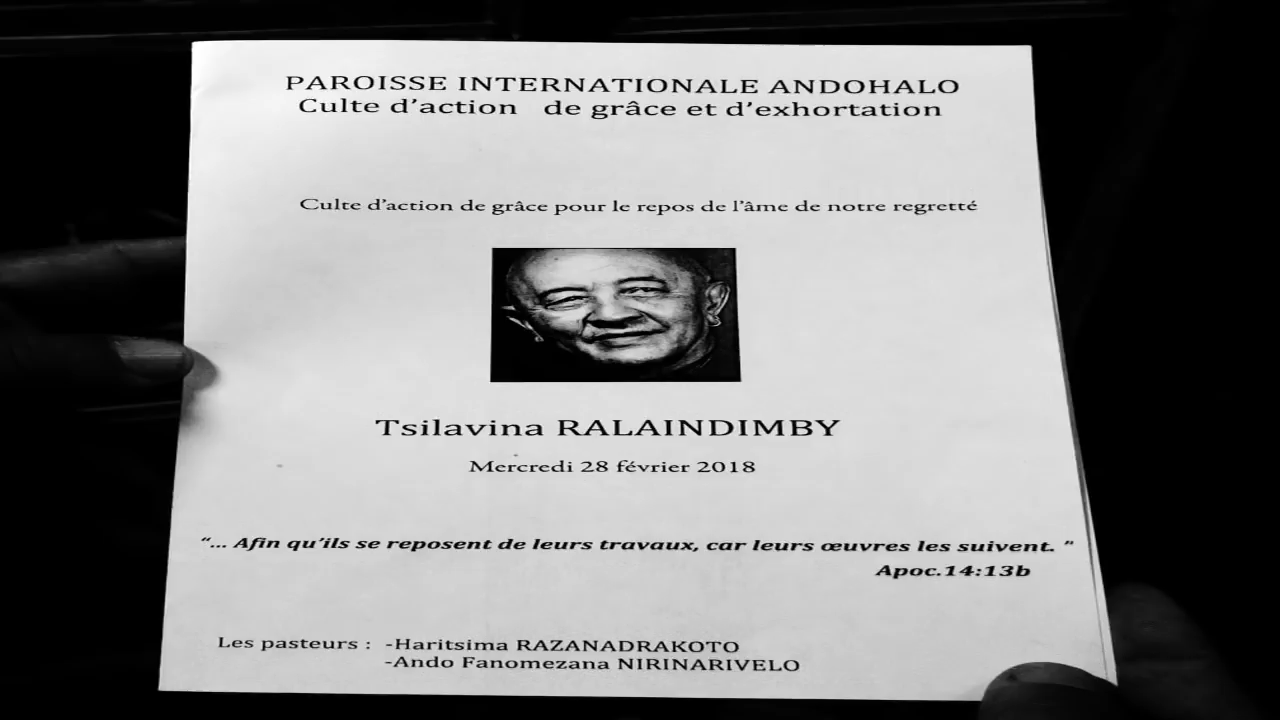 PAROISSE INTERNATIONALE ANDOHALO
Culte d’action de grâce et d’exhortation
Culte d’action de grâce pour le repos de l’âme de notre regretté
Tsilavina RALAINDIMBY
Mercredi 28 février 2018
“... Afin qu’ils se reposent de leurs travaux, car leurs œuvres les suivent. ”
Apoc.14:13b
Les pasteurs : -Haritsima RAZANADRAKOTO
-Ando Fanomezana NIRINARIVELO